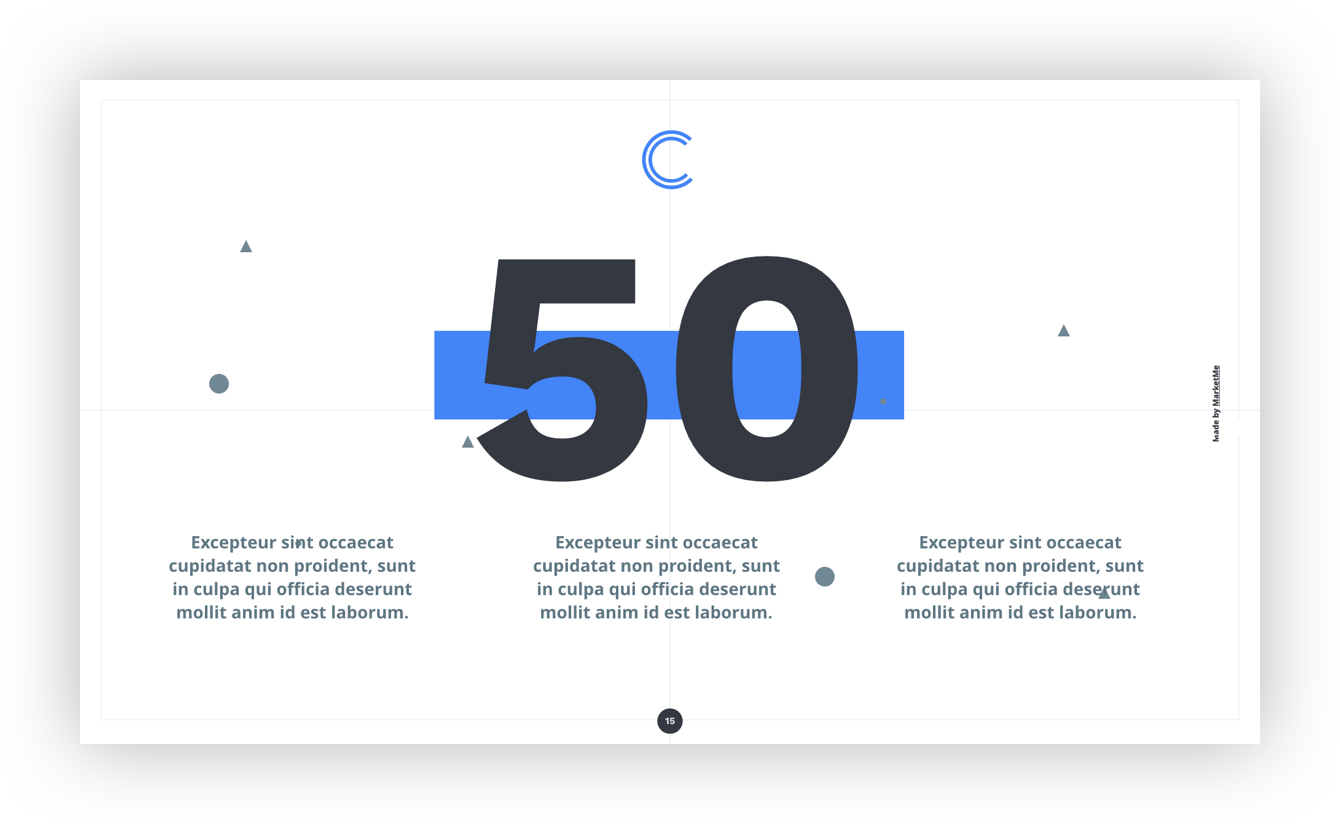 50
Excepteur sint occaecat
cupidatat non proident, sunt
in culpa qui officia deserunt
mollit anim id est laborum.
Excepteur sint occaecat
cupidatat non proident, sunt
in culpa qui officia deserunt
mollit anim id est laborum.
Excepteur sint occaecat
cupidatat non proident, sunt
in culpa qui officia deserunt
mollit anim id est laborum.
Made by MarketMe
15